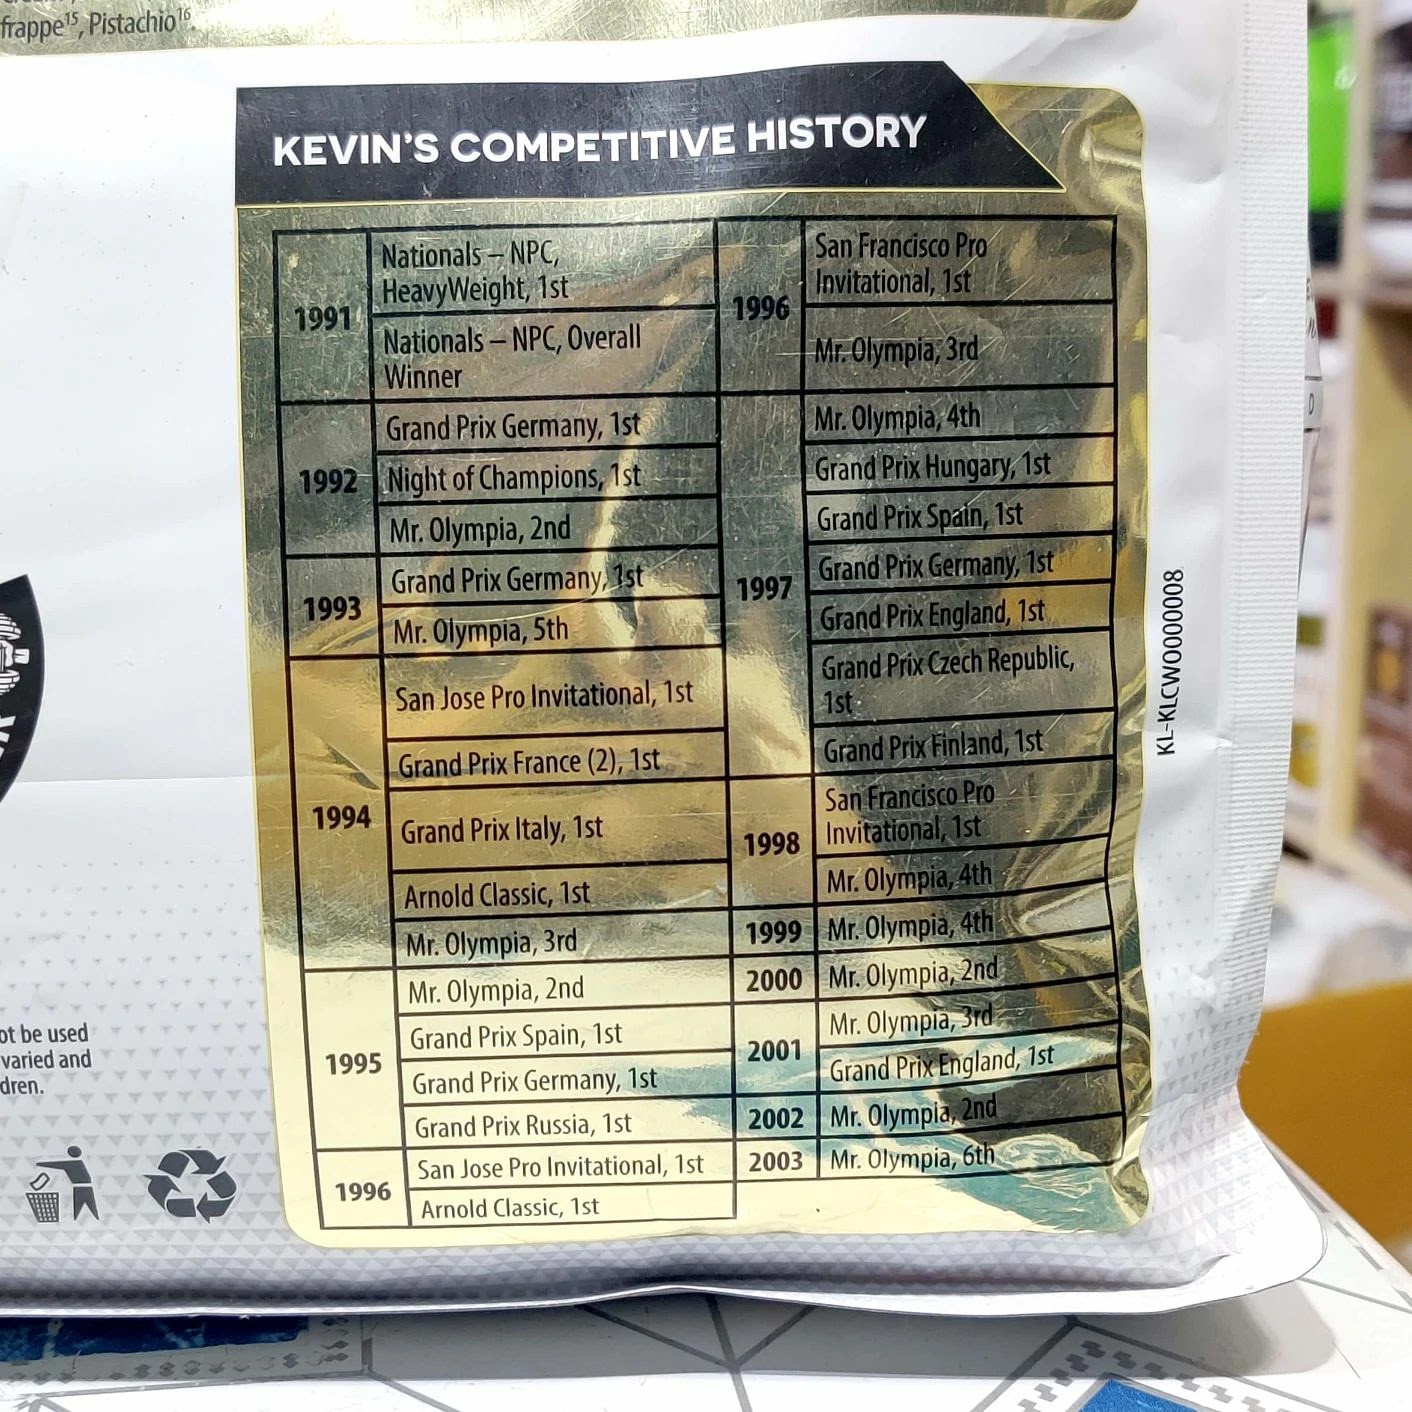 frappe¹⁵, Pistachio¹⁶.
KEVIN'S COMPETITIVE HISTORY
1991
Nationals – NPC,
HeavyWeight, 1st
Nationals – NPC, Overall
Winner
1992
Grand Prix Germany, 1st
Night of Champions, 1st
Mr. Olympia, 2nd
1993
Grand Prix Germany, 1st
Mr. Olympia, 5th
1994
San Jose Pro Invitational, 1st
Grand Prix France (2), 1st
Grand Prix Italy, 1st
Arnold Classic, 1st
Mr. Olympia, 3rd
1995
Mr. Olympia, 2nd
Grand Prix Spain, 1st
Grand Prix Germany, 1st
Grand Prix Russia, 1st
1996
San Jose Pro Invitational, 1st
Arnold Classic, 1st
1996
San Francisco Pro
Invitational, 1st
Mr. Olympia, 3rd
1997
Mr. Olympia, 4th
Grand Prix Hungary, 1st
Grand Prix Spain, 1st
Grand Prix Germany, 1st
Grand Prix England, 1st
Grand Prix Czech Republic,
1st
Grand Prix Finland, 1st
1998
San Francisco Pro
Invitational, 1st
Mr. Olympia, 4th
1999
Mr. Olympia, 4th
2000
Mr. Olympia, 2nd
2001
Mr. Olympia, 3rd
Grand Prix England, 1st
2002
Mr. Olympia, 2nd
2003
Mr. Olympia, 6th
KL-KLCWO000008
ot be used
varied and
dren.